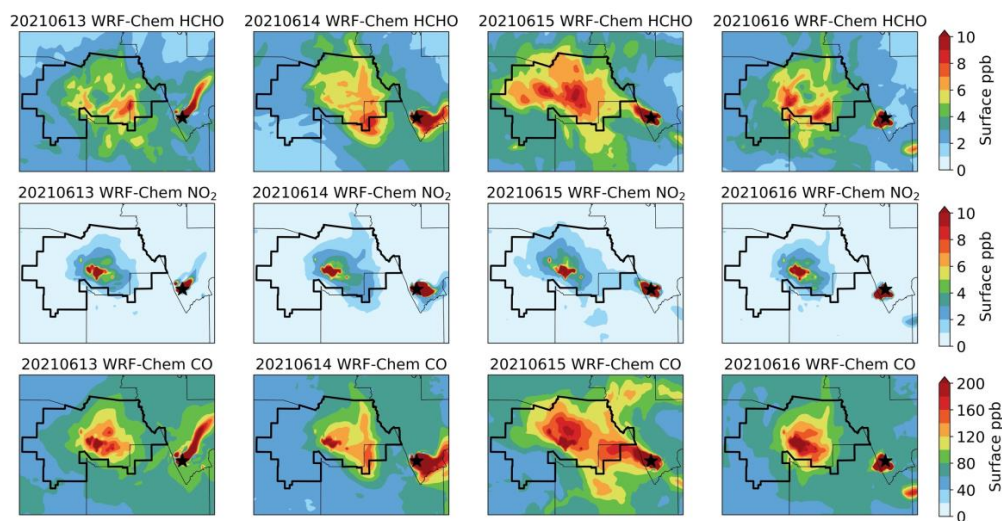 20210613 WRF-Chem HCHO
20210614 WRF-Chem HCHO
20210615 WRF-Chem HCHO
20210616 WRF-Chem HCHO
10
8
6
4
2
0
Surface ppb
20210613 WRF-Chem NO₂
20210614 WRF-Chem NO₂
20210615 WRF-Chem NO₂
20210616 WRF-Chem NO₂
10
8
6
4
2
0
Surface ppb
20210613 WRF-Chem CO
20210614 WRF-Chem CO
20210615 WRF-Chem CO
20210616 WRF-Chem CO
200
160
120
80
40
0
Surface ppb